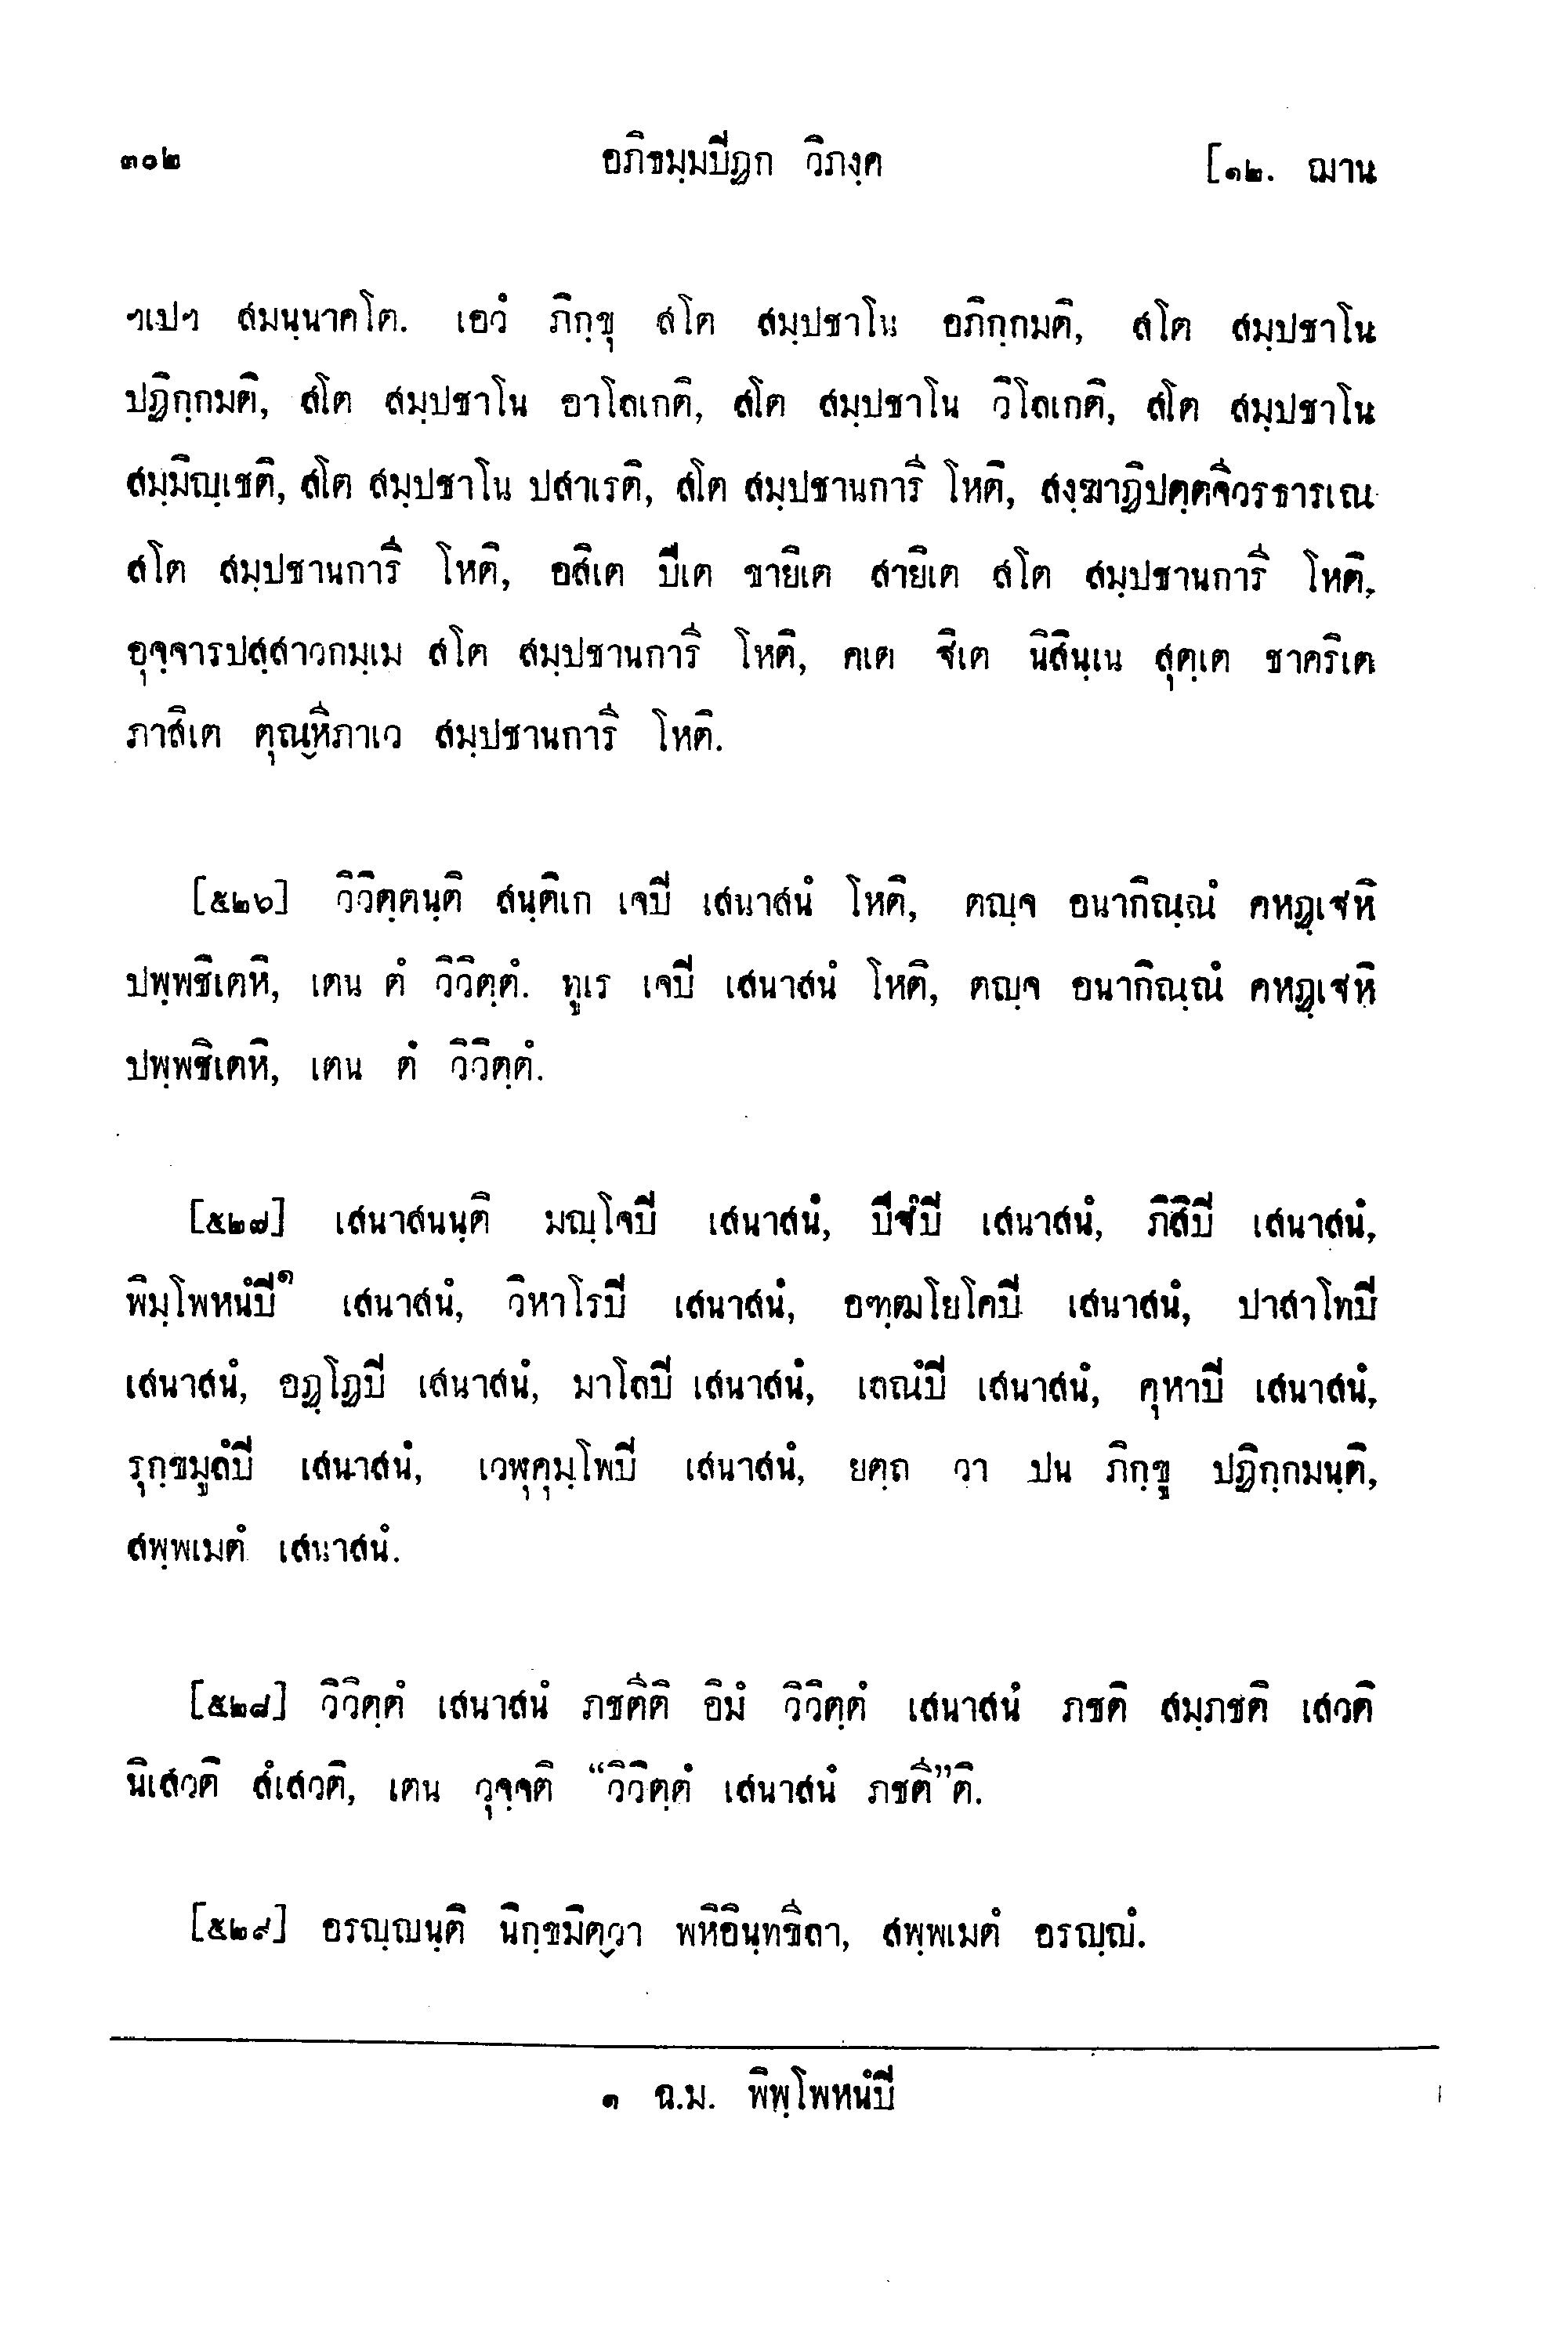 ๓๐๒ อภิธมฺมปีฏก วิภงฺค [๑๒. ฌาน
ฯเปฯ สมนฺนาคโต. เอวํ ภิกฺขุ สโต สมฺปชาโน อภิกฺกมติ, สโต สมฺปชาโน
ปฏิกฺกมติ, สโต สมฺปชาโน อาโลเกติ, สโต สมฺปชาโน วิโลเกติ, สโต สมฺปชาโน
สมฺมิญฺเชติ, สโต สมฺปชาโน ปสาเรติ, สโต สมฺปชานการี โหติ, สงฺฆาฏิปตฺตจีวรธารเณ
สโต สมฺปชานการี โหติ, อสิเต ปีเต ขายิเต สายิเต สโต สมฺปชานการี โหติ,
อุจฺจารปสฺสาวกมฺเม สโต สมฺปชานการี โหติ, คเต ฐิเต นิสินฺเน สุตฺเต ชาคริเต
ภาสิเต ตุณฺหีภาเว สมฺปชานการี โหติ.
[๕๒๖] วิวิตฺตนฺติ สนฺติเก เจปี เสนาสนํ โหติ, ตญฺจ อนากิณฺณํ คหฏฺเฐหิ
ปพฺพชิเตหิ, เตน ตํ วิวิตฺตํ. ทูเร เจปี เสนาสนํ โหติ, ตญฺจ อนากิณฺณํ คหฏฺเฐหิ
ปพฺพชิเตหิ, เตน ตํ วิวิตฺตํ.
[๕๒๗] เสนาสนนฺติ มญฺโจปี เสนาสนํ, ปีฐํปี เสนาสนํ, ภิสิปี เสนาสนํ,
พิมฺโพหนํปี๑ เสนาสนํ, วิหาโรปี เสนาสนํ, อฑฺฒโยโคปี เสนาสนํ, ปาสาโทปี
เสนาสนํ, อฏฺโฏปี เสนาสนํ, มาโลปี เสนาสนํ, เลณํปี เสนาสนํ, คุหาปี เสนาสนํ,
รุกฺขมูลํปี เสนาสนํ, เวฬุคุมฺโพปี เสนาสนํ, ยตฺถ วา ปน ภิกฺขู ปฏิกฺกมนฺติ,
สพฺพเมตํ เสนาสนํ.
[๕๒๘] วิวิตฺตํ เสนาสนํ ภชตีติ อิมํ วิวิตฺตํ เสนาสนํ ภชติ สมฺภชติ เสวติ
นิเสวติ สํเสวติ, เตน วุจฺจติ “วิวิตฺตํ เสนาสนํ ภชตี”ติ.
[๕๒๙] อรญฺญนฺติ นิกฺขมิตฺวา พหิอินฺทขีลา, สพฺพเมตํ อรญฺญํ.
๑ ฉ.ม. พิพฺโพหนํปี